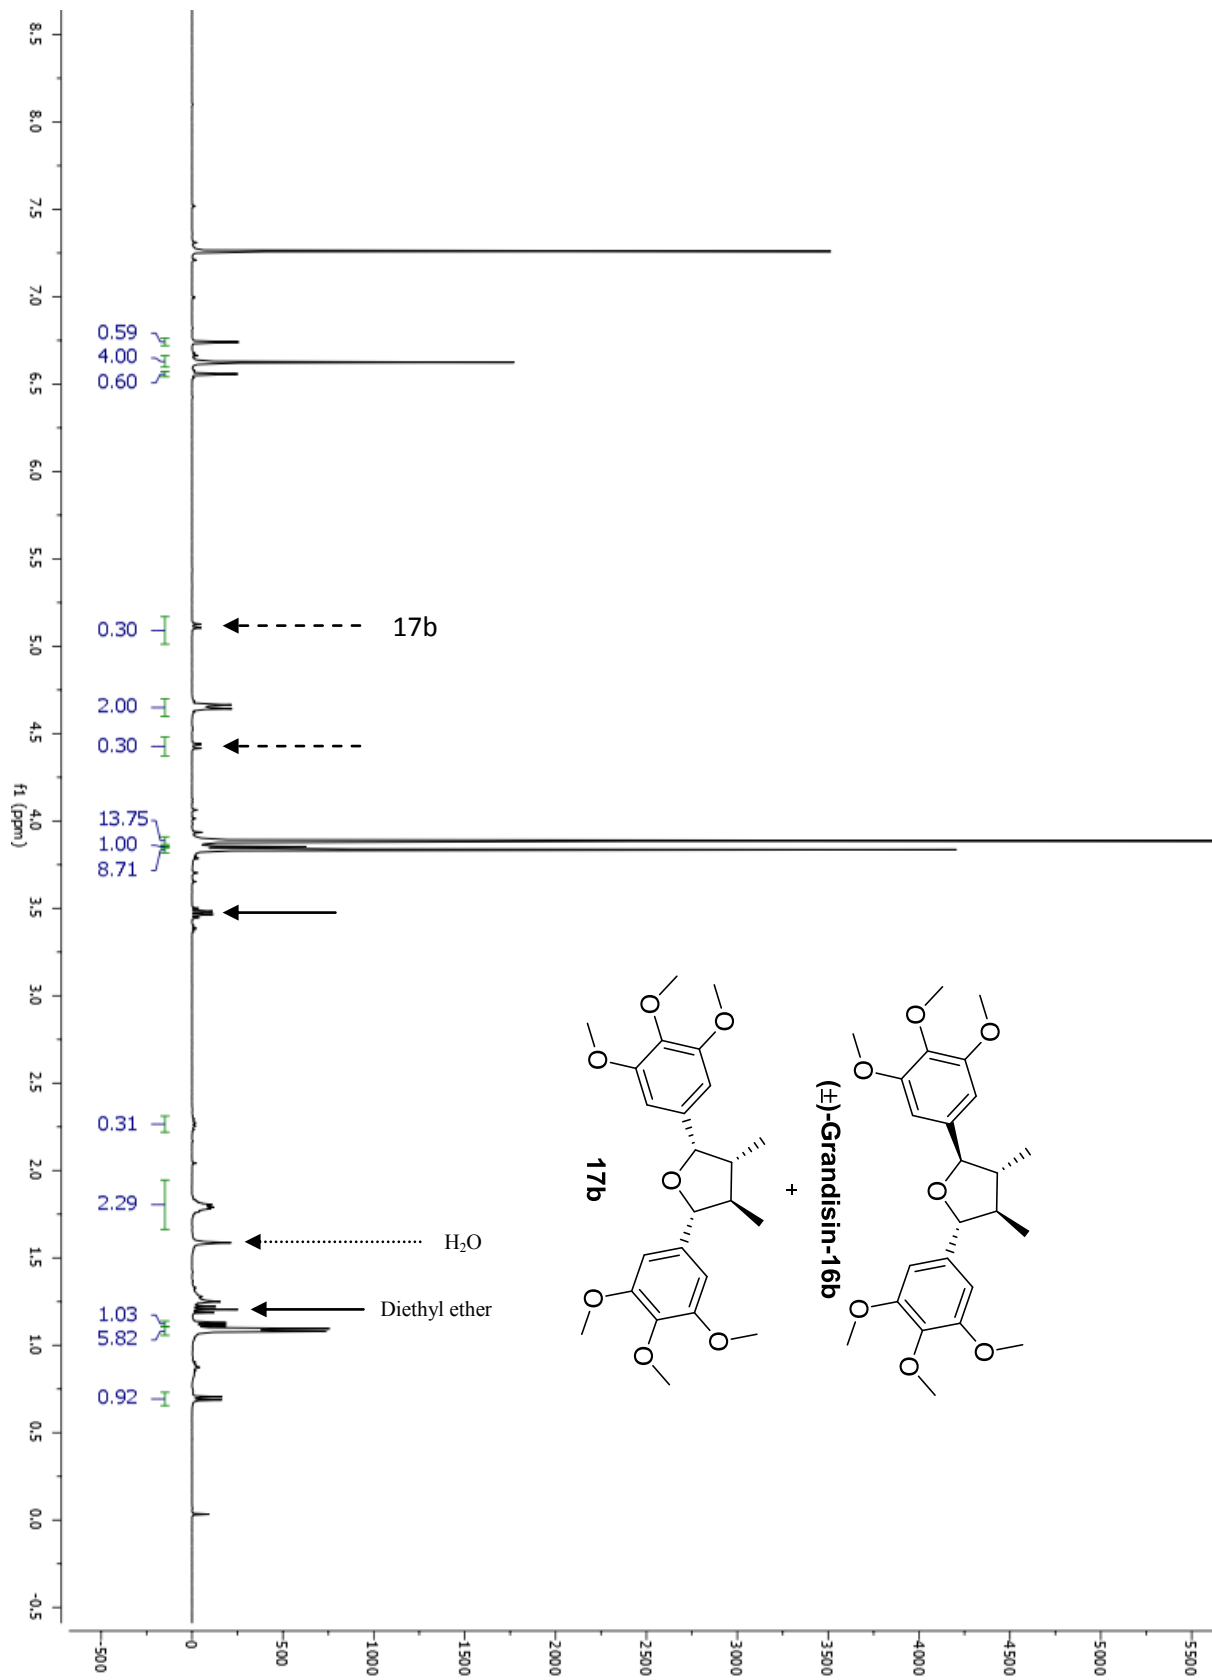 8.5
8.0
7.5
7.0
6.5
6.0
5.5
5.0
4.5
4.0
3.5
3.0
2.5
2.0
1.5
1.0
0.5
0.0
-0.5
f1 (ppm)
0.59
4.00
0.60
0.30
2.00
0.30
13.75
1.00
8.71
0.31
2.29
1.03
5.82
0.92
17b
H₂O
Diethyl ether
O
O
O
O
O
O
O
(±)-Grandisin-16b
+
O
O
O
O
O
O
O
17b
-500
0
500
1000
1500
2000
2500
3000
3500
4000
4500
5000
5500